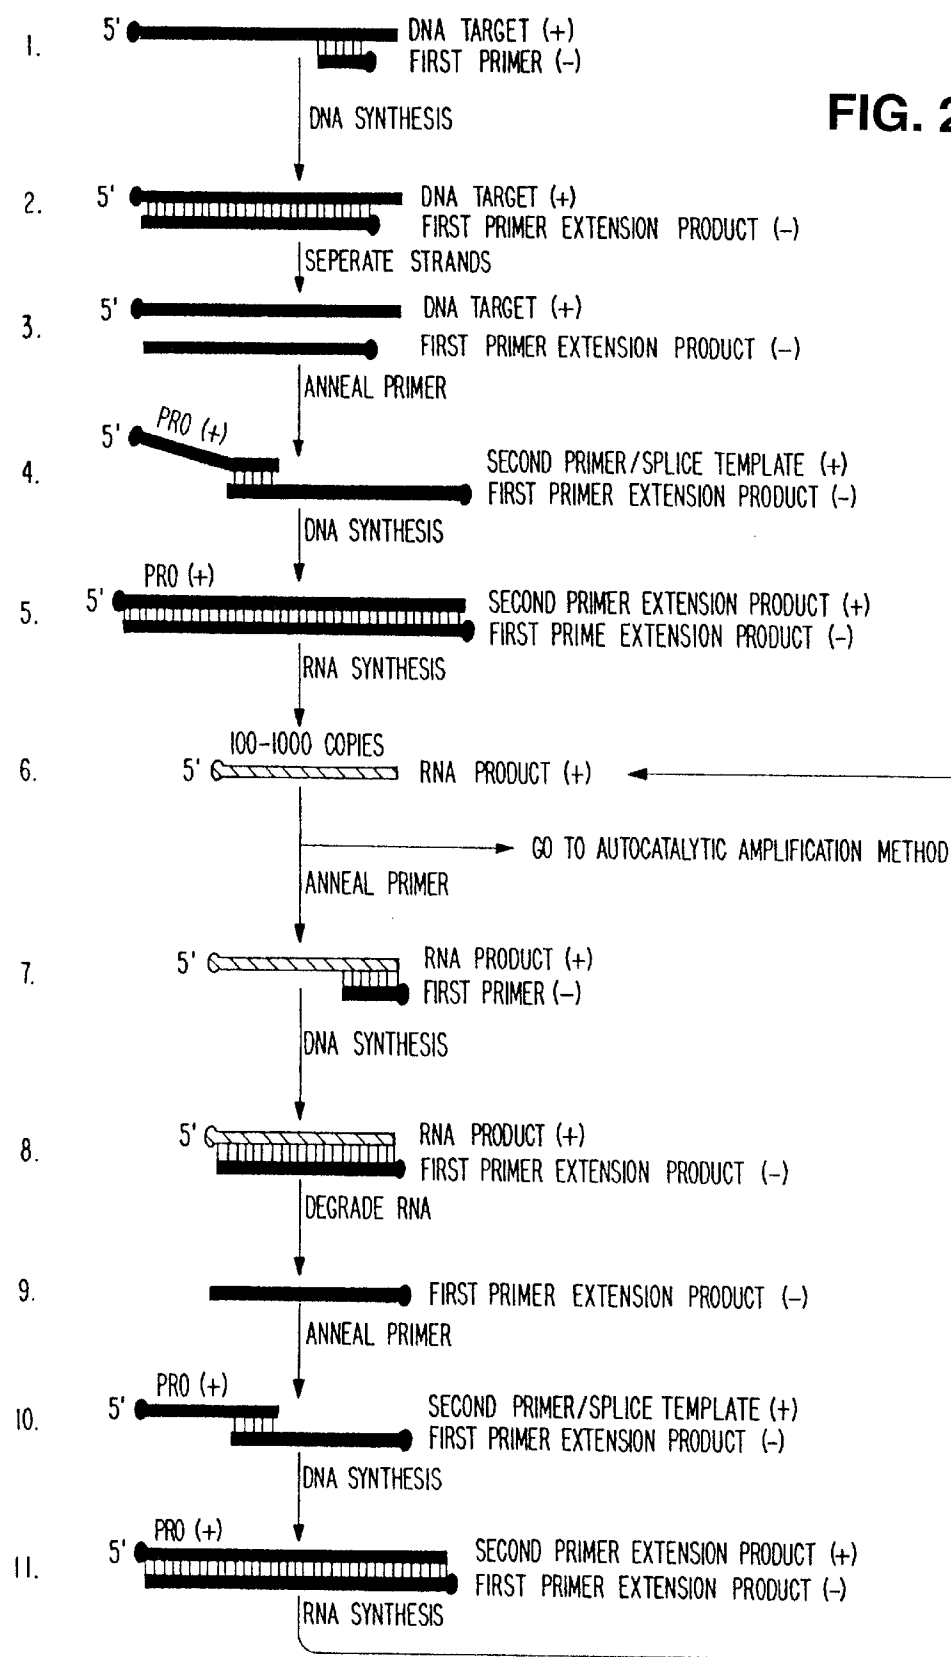 1.
5' DNA TARGET (+)
FIRST PRIMER (-)
FIG. 2
DNA SYNTHESIS
2.
5' DNA TARGET (+)
FIRST PRIMER EXTENSION PRODUCT (-)
SEPERATE STRANDS
3.
5' DNA TARGET (+)
FIRST PRIMER EXTENSION PRODUCT (-)
ANNEAL PRIMER
4.
5' PRO (+)
SECOND PRIMER/SPLICE TEMPLATE (+)
FIRST PRIMER EXTENSION PRODUCT (-)
DNA SYNTHESIS
5.
PRO (+)
5' SECOND PRIMER EXTENSION PRODUCT (+)
FIRST PRIME EXTENSION PRODUCT (-)
RNA SYNTHESIS
100-1000 COPIES
6.
5' RNA PRODUCT (+)
GO TO AUTOCATALYTIC AMPLIFICATION METHOD
ANNEAL PRIMER
7.
5' RNA PRODUCT (+)
FIRST PRIMER (-)
DNA SYNTHESIS
8.
5' RNA PRODUCT (+)
FIRST PRIMER EXTENSION PRODUCT (-)
DEGRADE RNA
9.
FIRST PRIMER EXTENSION PRODUCT (-)
ANNEAL PRIMER
PRO (+)
10.
5' SECOND PRIMER/SPLICE TEMPLATE (+)
FIRST PRIMER EXTENSION PRODUCT (-)
DNA SYNTHESIS
PRO (+)
11.
5' SECOND PRIMER EXTENSION PRODUCT (+)
FIRST PRIMER EXTENSION PRODUCT (-)
RNA SYNTHESIS